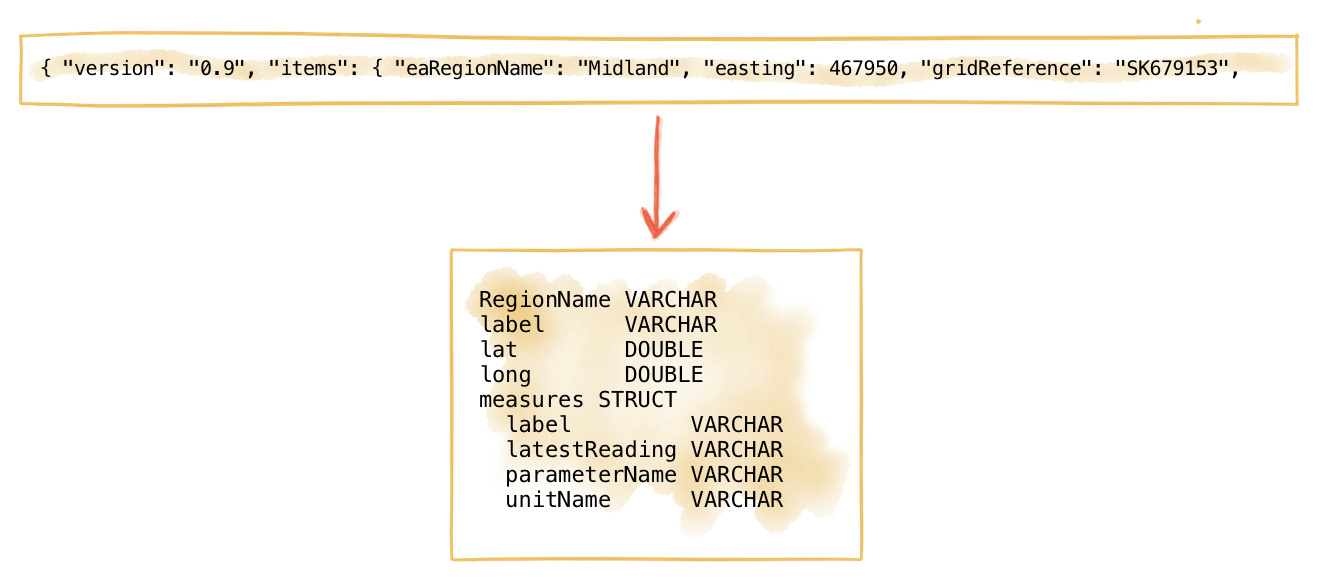 { "version": "0.9", "items": { "eaRegionName": "Midland", "easting": 467950, "gridReference": "SK679153",
RegionName VARCHAR
label      VARCHAR
lat        DOUBLE
long       DOUBLE
measures STRUCT
  label         VARCHAR
  latestReading VARCHAR
  parameterName VARCHAR
  unitName      VARCHAR